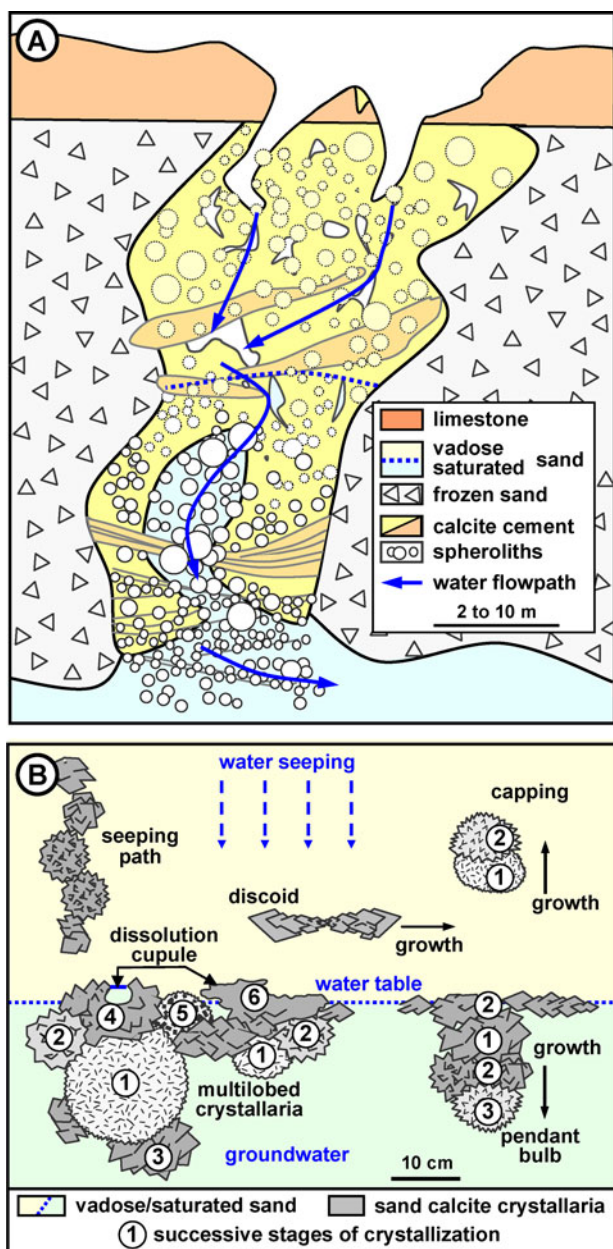 A
limestone
vadose
saturated sand
frozen sand
calcite cement
spheroliths
water flowpath
2 to 10 m
B
water seeping
capping
seeping
path
2
1
growth
discoid
growth
dissolution
cupule
water table
6
2
4
5
2
1
2
1
growth
1
multilobed
crystallaria
2
3
3
pendant
bulb
groundwater
10 cm
vadose/saturated sand
sand calcite crystallaria
1 successive stages of crystallization